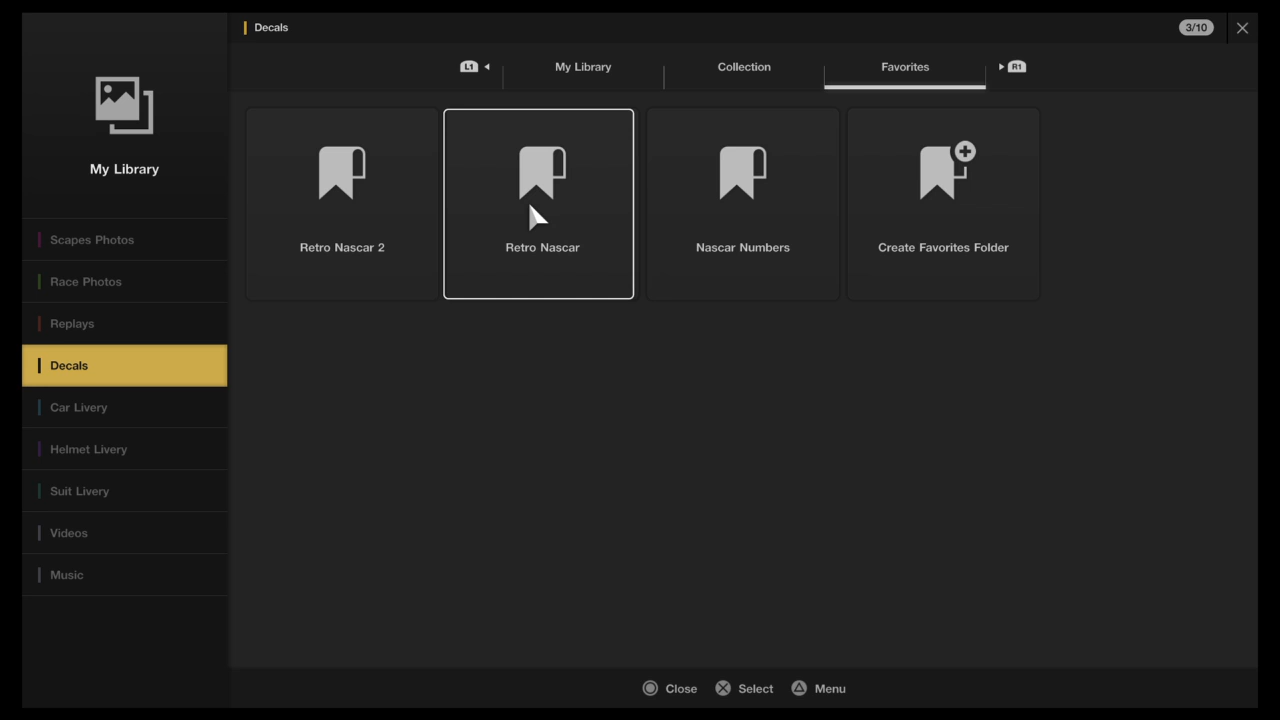 Decals
3/10
L1
My Library
Collection
Favorites
R1
My Library
Retro Nascar 2
Retro Nascar
Nascar Numbers
Create Favorites Folder
Scapes Photos
Race Photos
Replays
Decals
Car Livery
Helmet Livery
Suit Livery
Videos
Music
Close
Select
Menu